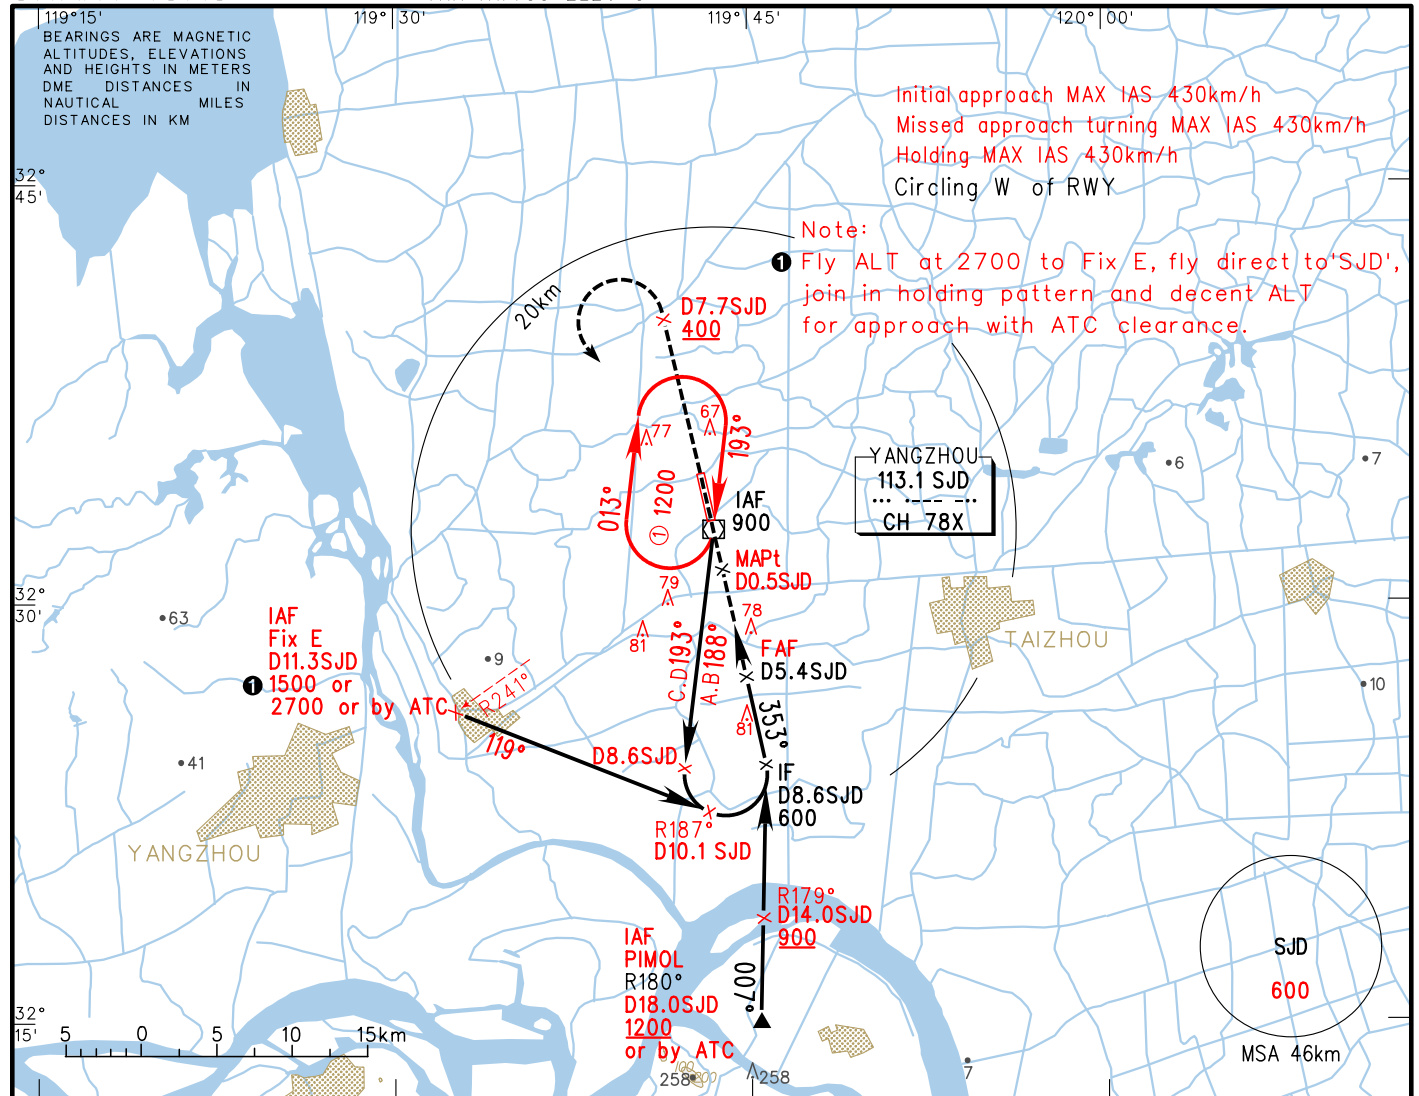 119°15'
119°30'
119°45'
120°00'
BEARINGS ARE MAGNETIC
ALTITUDES, ELEVATIONS
AND HEIGHTS IN METERS
DME DISTANCES IN
NAUTICAL MILES
DISTANCES IN KM
Initial approach MAX IAS 430km/h
Missed approach turning MAX IAS 430km/h
Holding MAX IAS 430km/h
Circling W of RWY
32°
45'
Note:
❶ Fly ALT at 2700 to Fix E, fly direct to'SJD',
join in holding pattern and decent ALT
for approach with ATC clearance.
20km
D7.7SJD
400
67
77
193°
013°
① 1200
IAF
900
YANGZHOU
113.1 SJD
... .--- -..
CH 78X
6
7
MAPt
D0.5SJD
79
78
81
32°
30'
63
IAF
Fix E
D11.3SJD
❶ 1500 or
2700 or by ATC
9
R241°
TAIZHOU
FAF
D5.4SJD
C.D193°
A.B188°
10
81
353°
119°
41
D8.6SJD
IF
D8.6SJD
600
R187°
D10.1 SJD
YANGZHOU
R179°
D14.0SJD
900
IAF
PIMOL
R180°
D18.0SJD
1200
or by ATC
007°
SJD
600
MSA 46km
32°
15'
5 0 5 10 15km
100
200
258
258
7